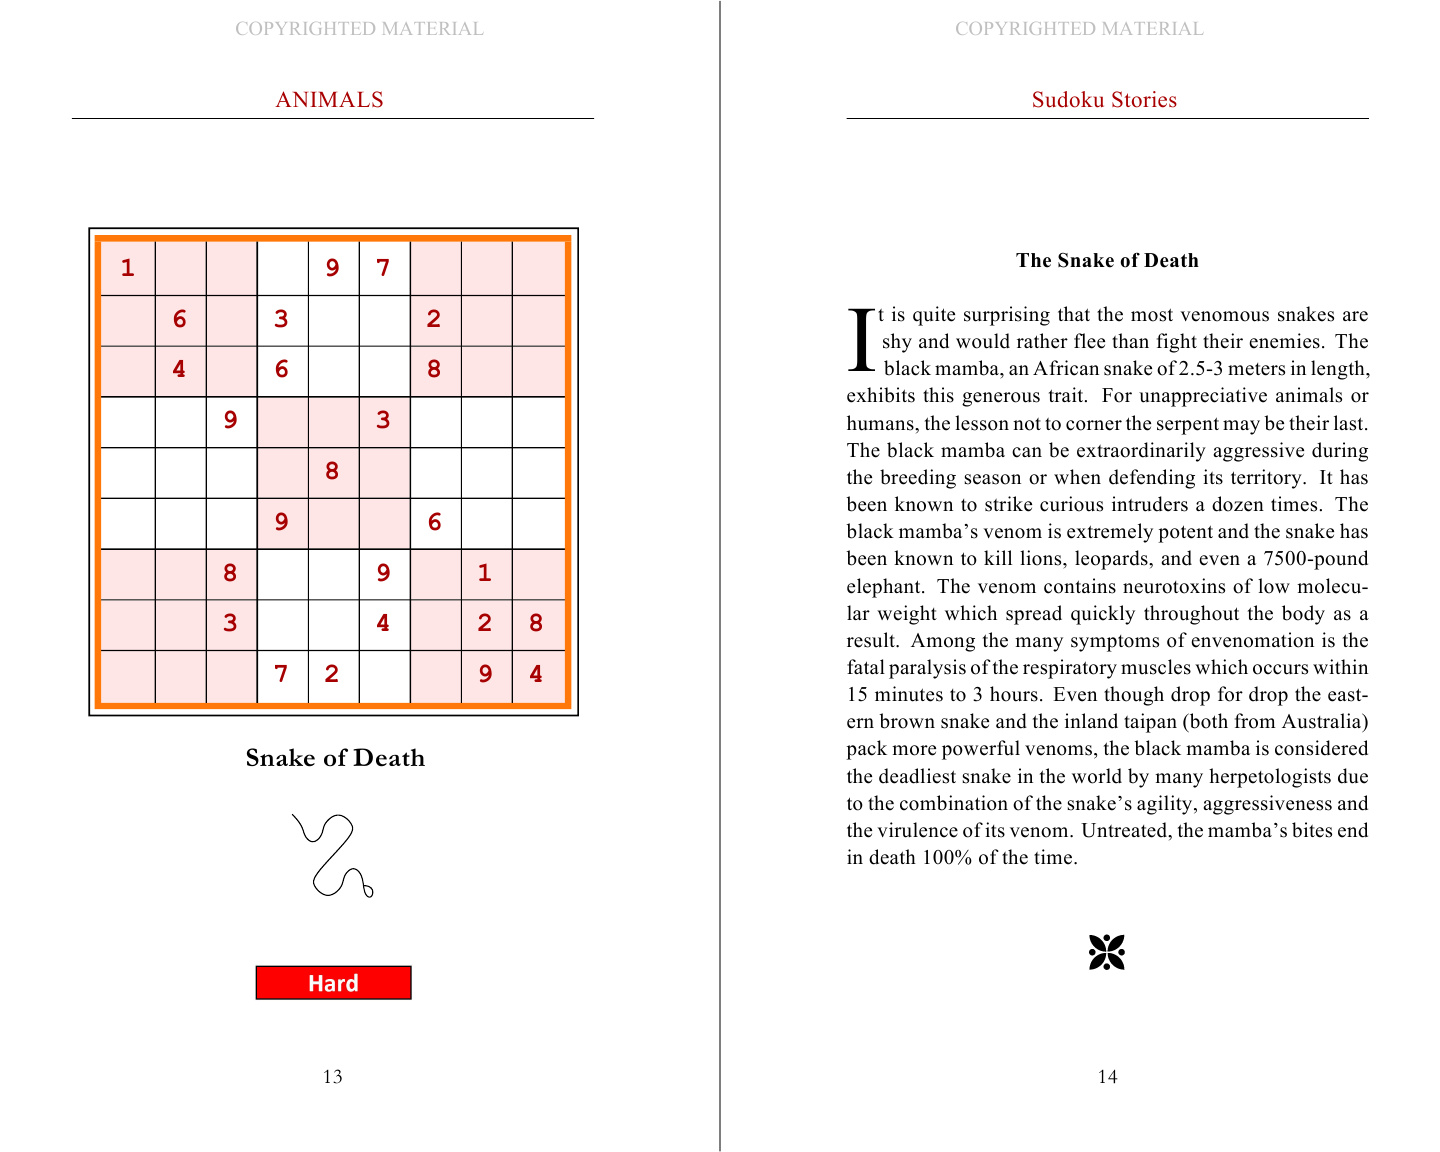 COPYRIGHTED MATERIAL
ANIMALS
1 9 7
6 3 2
4 6 8
9 3
8
9 6
8 9 1
3 4 2 8
7 2 9 4
Snake of Death
Hard
13
COPYRIGHTED MATERIAL
Sudoku Stories
The Snake of Death
It is quite surprising that the most venomous snakes are
shy and would rather flee than fight their enemies. The
black mamba, an African snake of 2.5-3 meters in length,
exhibits this generous trait. For unappreciative animals or
humans, the lesson not to corner the serpent may be their last.
The black mamba can be extraordinarily aggressive during
the breeding season or when defending its territory. It has
been known to strike curious intruders a dozen times. The
black mamba’s venom is extremely potent and the snake has
been known to kill lions, leopards, and even a 7500-pound
elephant. The venom contains neurotoxins of low molecu-
lar weight which spread quickly throughout the body as a
result. Among the many symptoms of envenomation is the
fatal paralysis of the respiratory muscles which occurs within
15 minutes to 3 hours. Even though drop for drop the east-
ern brown snake and the inland taipan (both from Australia)
pack more powerful venoms, the black mamba is considered
the deadliest snake in the world by many herpetologists due
to the combination of the snake’s agility, aggressiveness and
the virulence of its venom. Untreated, the mamba’s bites end
in death 100% of the time.
14